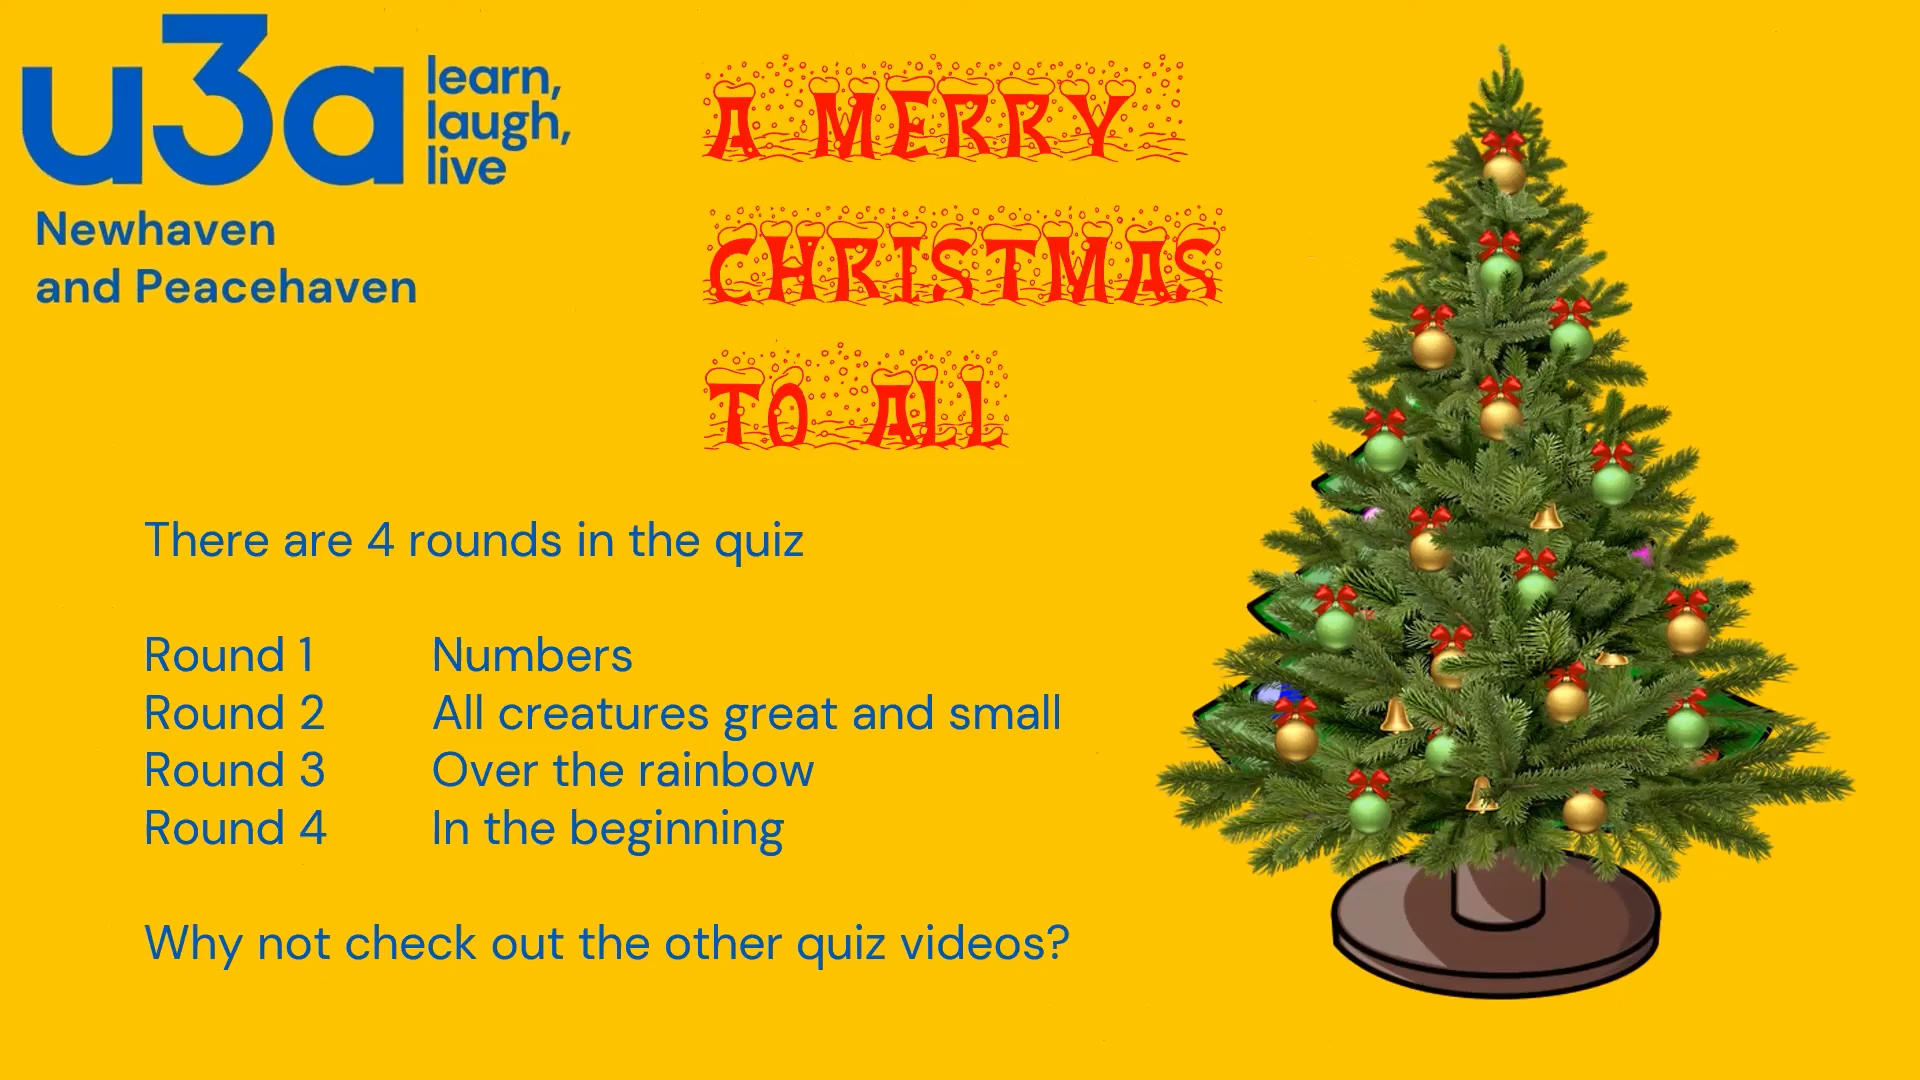 u3a
learn,
laugh,
live
Newhaven
and Peacehaven
A MERRY
CHRISTMAS
TO ALL
There are 4 rounds in the quiz
Round 1 Numbers
Round 2 All creatures great and small
Round 3 Over the rainbow
Round 4 In the beginning
Why not check out the other quiz videos?